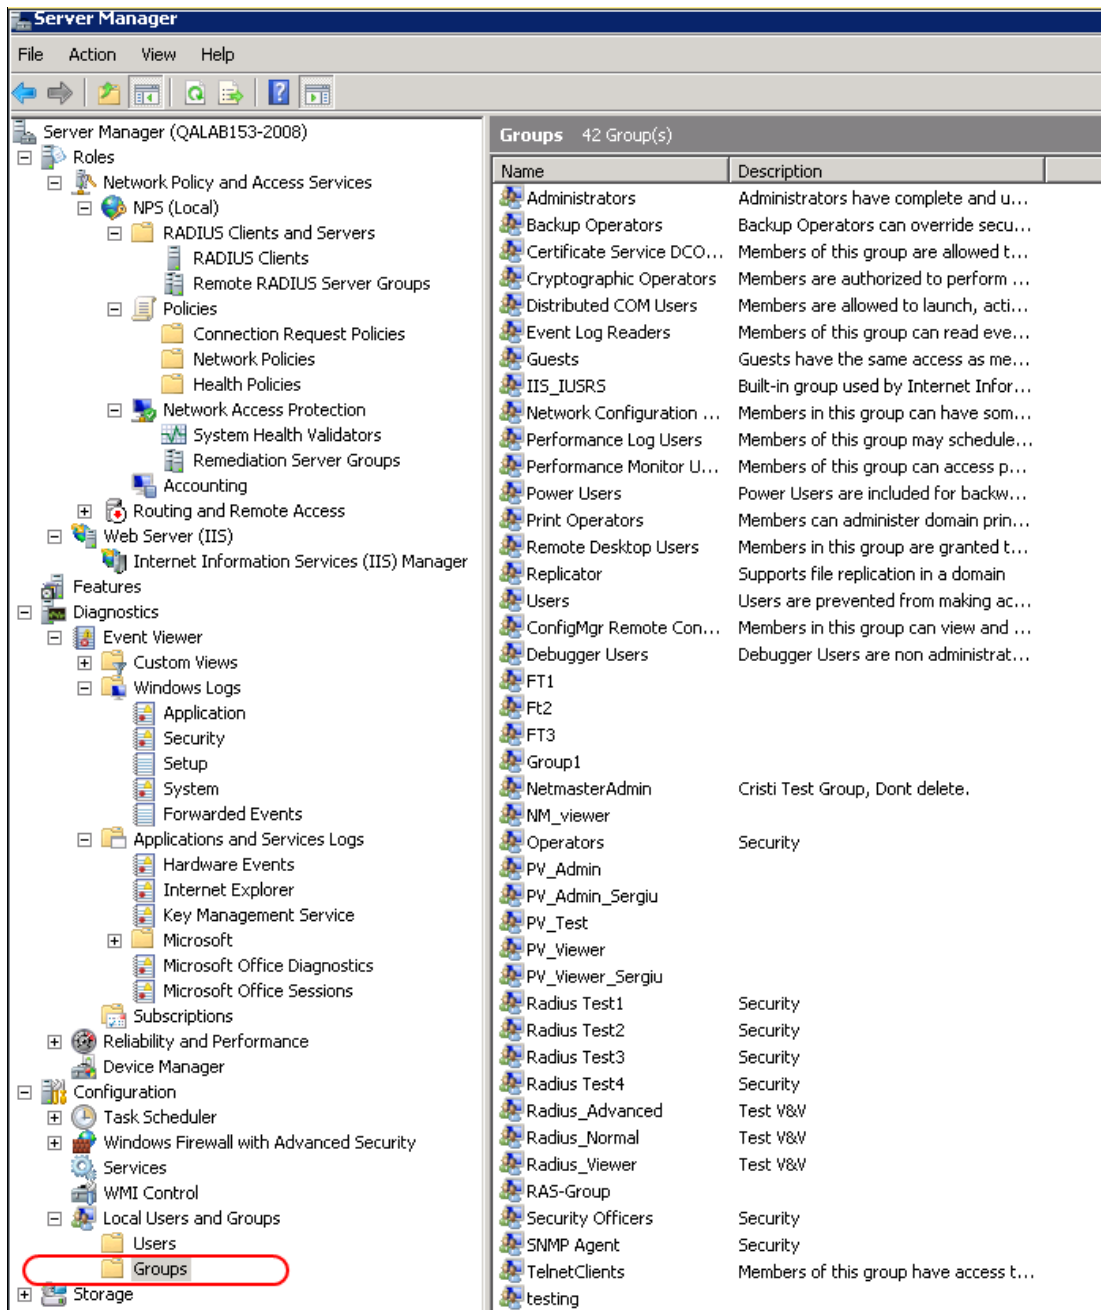 Server Manager
File Action View Help
Server Manager (QALAB153-2008)
Roles
Network Policy and Access Services
NPS (Local)
RADIUS Clients and Servers
RADIUS Clients
Remote RADIUS Server Groups
Policies
Connection Request Policies
Network Policies
Health Policies
Network Access Protection
System Health Validators
Remediation Server Groups
Accounting
Routing and Remote Access
Web Server (IIS)
Internet Information Services (IIS) Manager
Features
Diagnostics
Event Viewer
Custom Views
Windows Logs
Application
Security
Setup
System
Forwarded Events
Applications and Services Logs
Hardware Events
Internet Explorer
Key Management Service
Microsoft
Microsoft Office Diagnostics
Microsoft Office Sessions
Subscriptions
Reliability and Performance
Device Manager
Configuration
Task Scheduler
Windows Firewall with Advanced Security
Services
WMI Control
Local Users and Groups
Users
Groups
Storage
Groups 42 Group(s)
Name Description
Administrators Administrators have complete and u...
Backup Operators Backup Operators can override secu...
Certificate Service DCO... Members of this group are allowed t...
Cryptographic Operators Members are authorized to perform ...
Distributed COM Users Members are allowed to launch, acti...
Event Log Readers Members of this group can read eve...
Guests Guests have the same access as me...
IIS_IUSRS Built-in group used by Internet Infor...
Network Configuration ... Members in this group can have som...
Performance Log Users Members of this group may schedule...
Performance Monitor U... Members of this group can access p...
Power Users Power Users are included for backw...
Print Operators Members can administer domain prin...
Remote Desktop Users Members in this group are granted t...
Replicator Supports file replication in a domain
Users Users are prevented from making ac...
ConfigMgr Remote Con... Members in this group can view and ...
Debugger Users Debugger Users are non administrat...
FT1
Ft2
FT3
Group1
NetmasterAdmin Cristi Test Group, Dont delete.
NM_viewer
Operators Security
PV_Admin
PV_Admin_Sergiu
PV_Test
PV_Viewer
PV_Viewer_Sergiu
Radius Test1 Security
Radius Test2 Security
Radius Test3 Security
Radius Test4 Security
Radius_Advanced Test V&V
Radius_Normal Test V&V
Radius_Viewer Test V&V
RAS-Group
Security Officers Security
SNMP Agent Security
TelnetClients Members of this group have access t...
testing